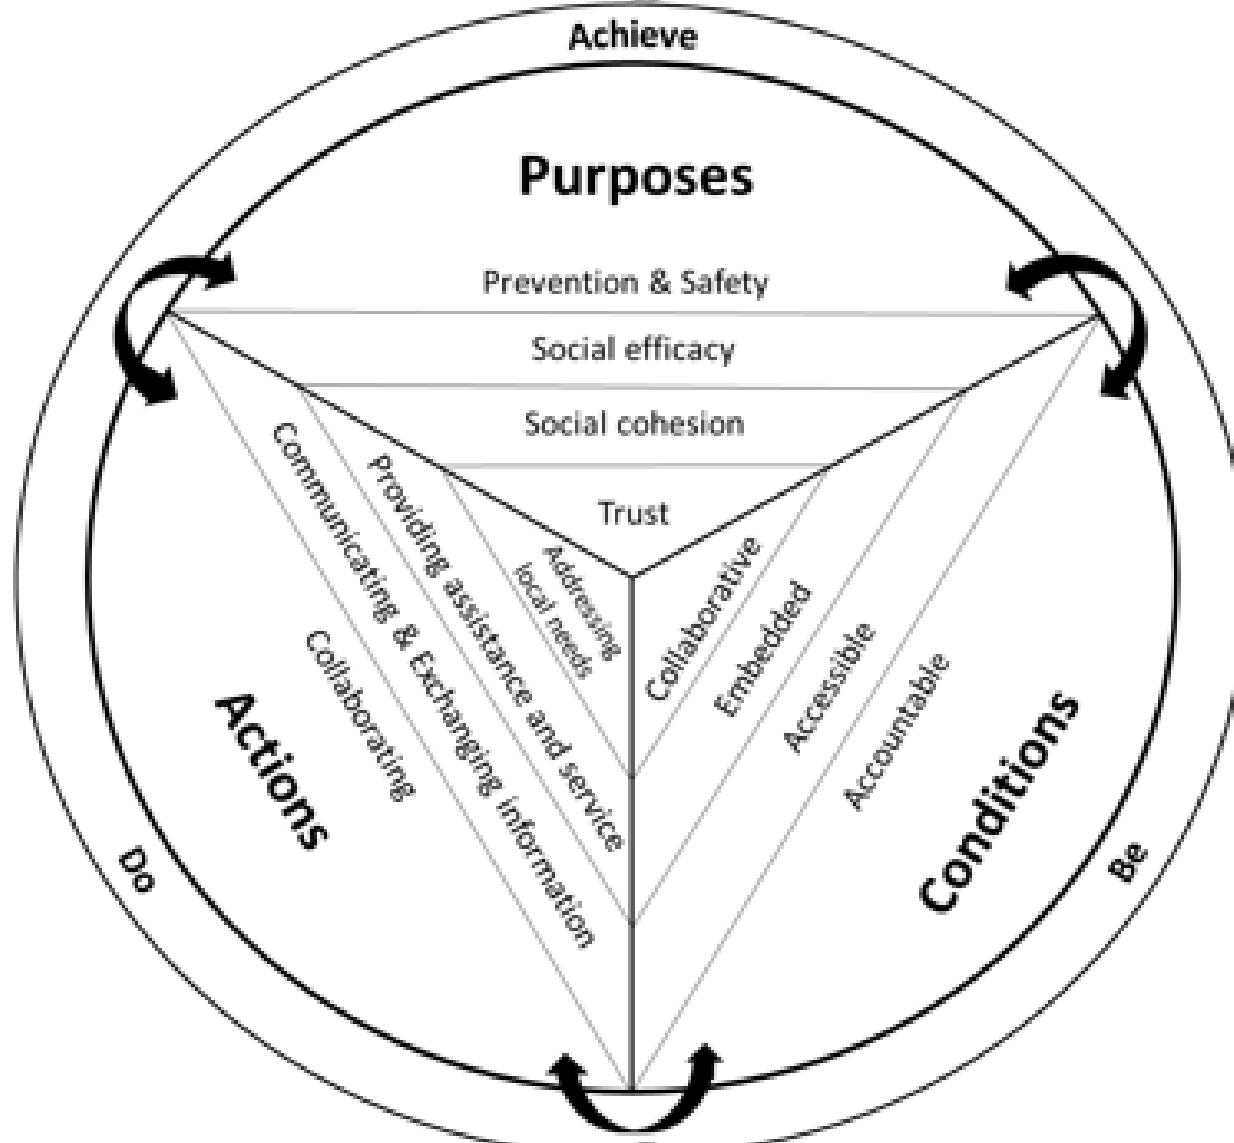 Achieve
Purposes
Prevention & Safety
Social efficacy
Social cohesion
Trust
Addressing
local needs
Providing assistance and service
Communicating & Exchanging information
Collaborating
Actions
Do
Collaborative
Embedded
Accessible
Accountable
Conditions
Be